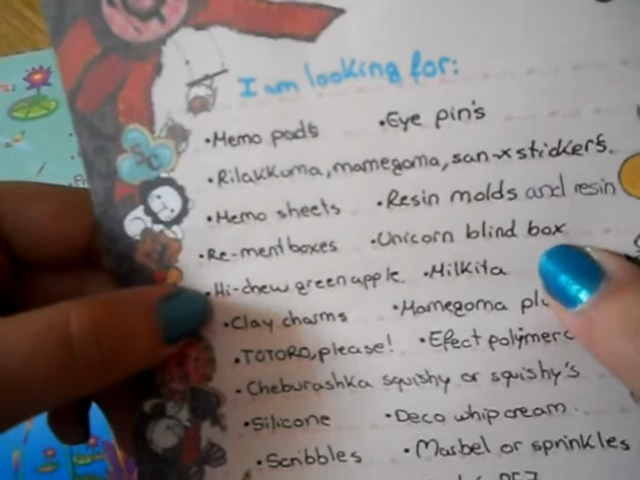 I am looking for:
•Memo pad's •Eye pin's
•Rilakkuma, mamegoma, san-x stickers.
•Memo sheets •Resin molds and resin
•Re-ment boxes •Unicorn blind box
•Hi-chew green apple •Milkita
•Clay charms •Mamegoma
•TOTORO, please! •Efect polymerc
•Cheburashka squishy or squishy's
•Silicone •Deco whip cream.
•Scribbles •Marbel or sprinkles